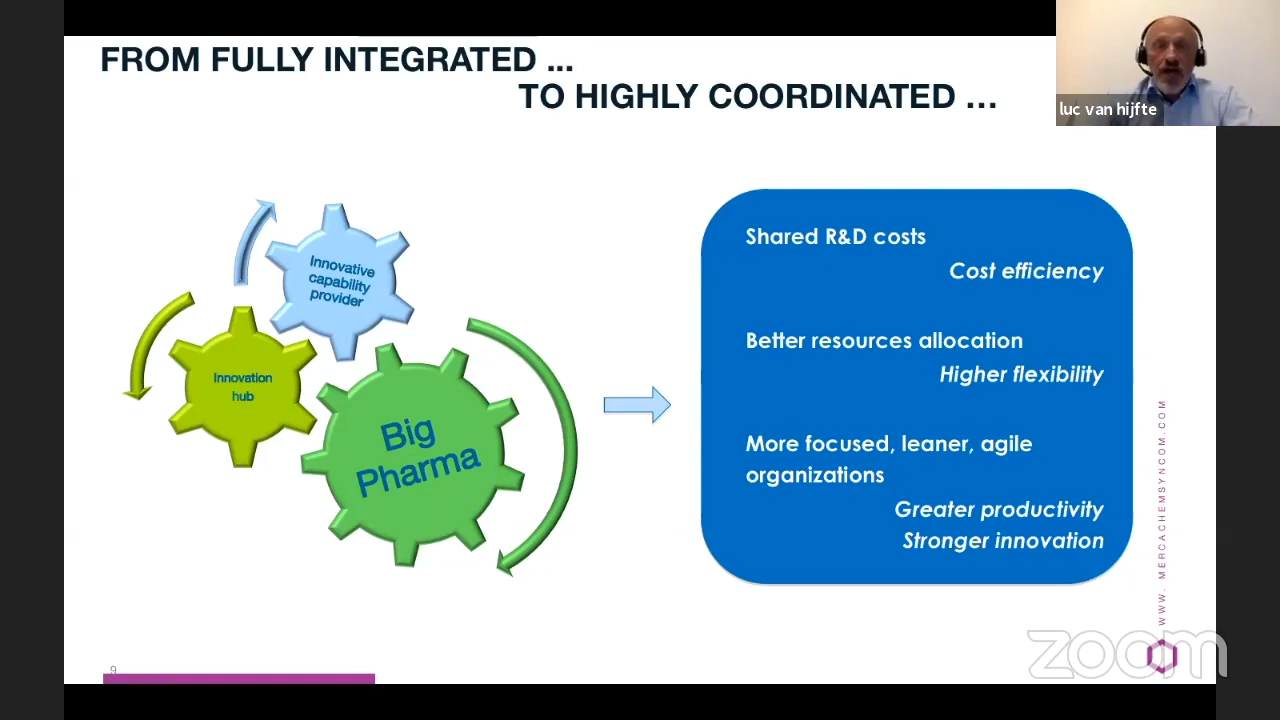 FROM FULLY INTEGRATED ...
TO HIGHLY COORDINATED ...
luc van hijfte
Innovative
capability
provider
Innovation
hub
Big
Pharma
Shared R&D costs
Cost efficiency
Better resources allocation
Higher flexibility
More focused, leaner, agile
organizations
Greater productivity
Stronger innovation
WWW. MERCACHEMSYNCOM.COM
9
zoom